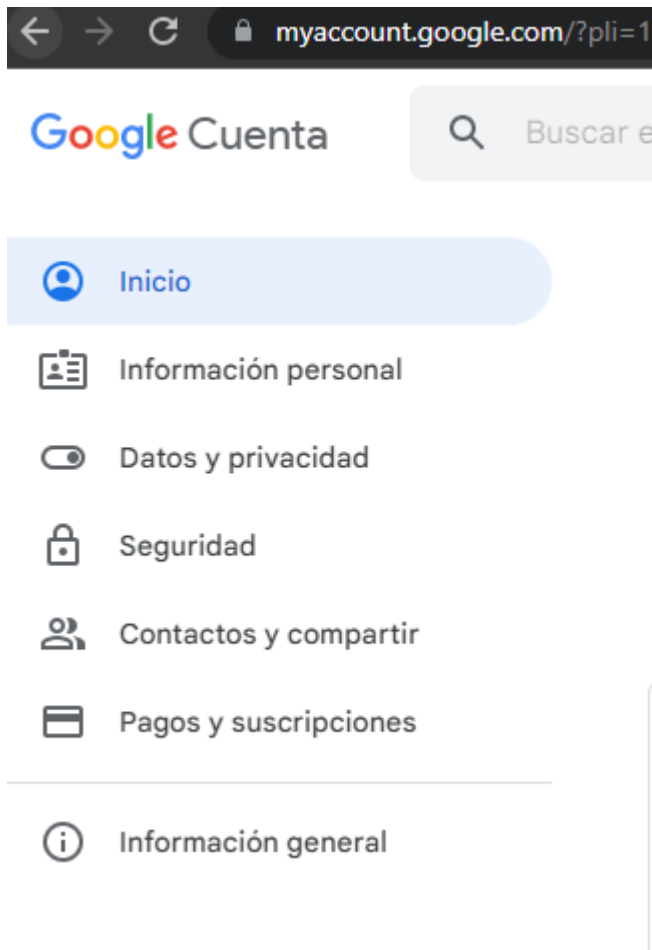 myaccount.google.com/?pli=1
Google Cuenta
Buscar e
Inicio
Información personal
Datos y privacidad
Seguridad
Contactos y compartir
Pagos y suscripciones
Información general